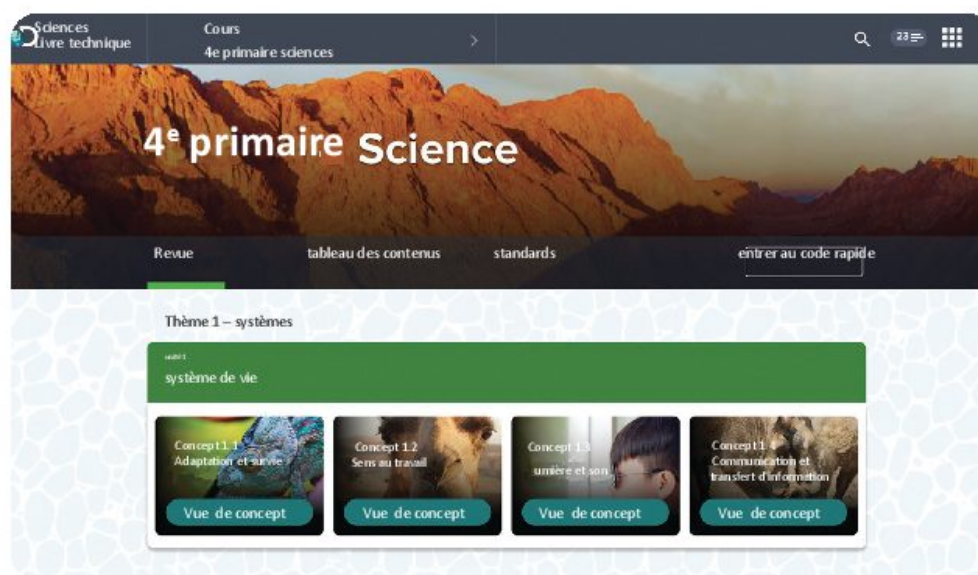 Sciences
Livre technique
Cours
4e primaire sciences
23
4e primaire Science
Revue
tableau des contenus
standards
entrer au code rapide
Thème 1 – systèmes
unité 1
système de vie
Concept 1.1
Adaptation et survie
Vue de concept
Concept 1.2
Sens au travail
Vue de concept
Concept 1.3
umière et son
Vue de concept
Concept 1.4
Communication et
transfert d'information
Vue de concept